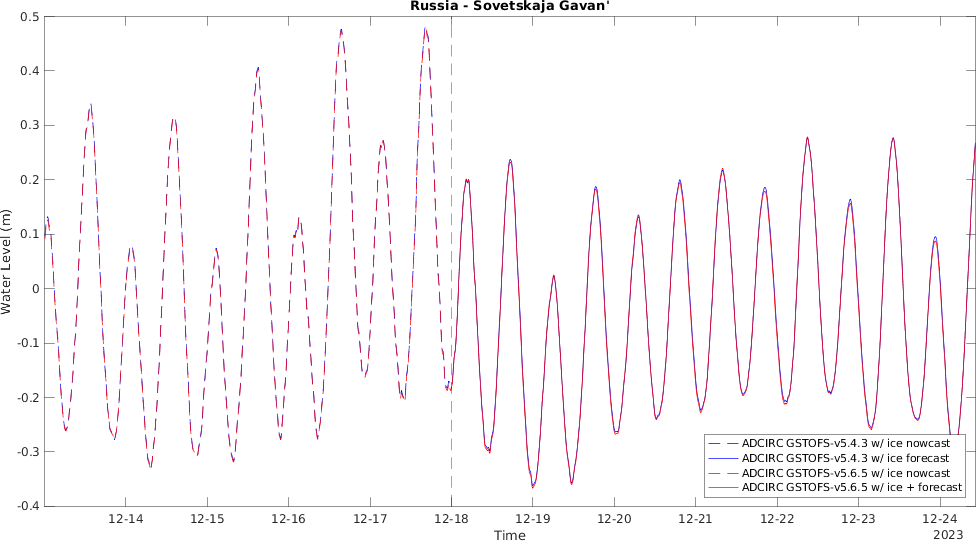 Russia - Sovetskaja Gavan'
0.5
0.4
0.3
0.2
0.1
0
-0.1
-0.2
-0.3
-0.4
Water Level (m)
ADCIRC GSTOFS-v5.4.3 w/ ice nowcast
ADCIRC GSTOFS-v5.4.3 w/ ice forecast
ADCIRC GSTOFS-v5.6.5 w/ ice nowcast
ADCIRC GSTOFS-v5.6.5 w/ ice + forecast
12-14 12-15 12-16 12-17 12-18 12-19 12-20 12-21 12-22 12-23 12-24
Time
2023